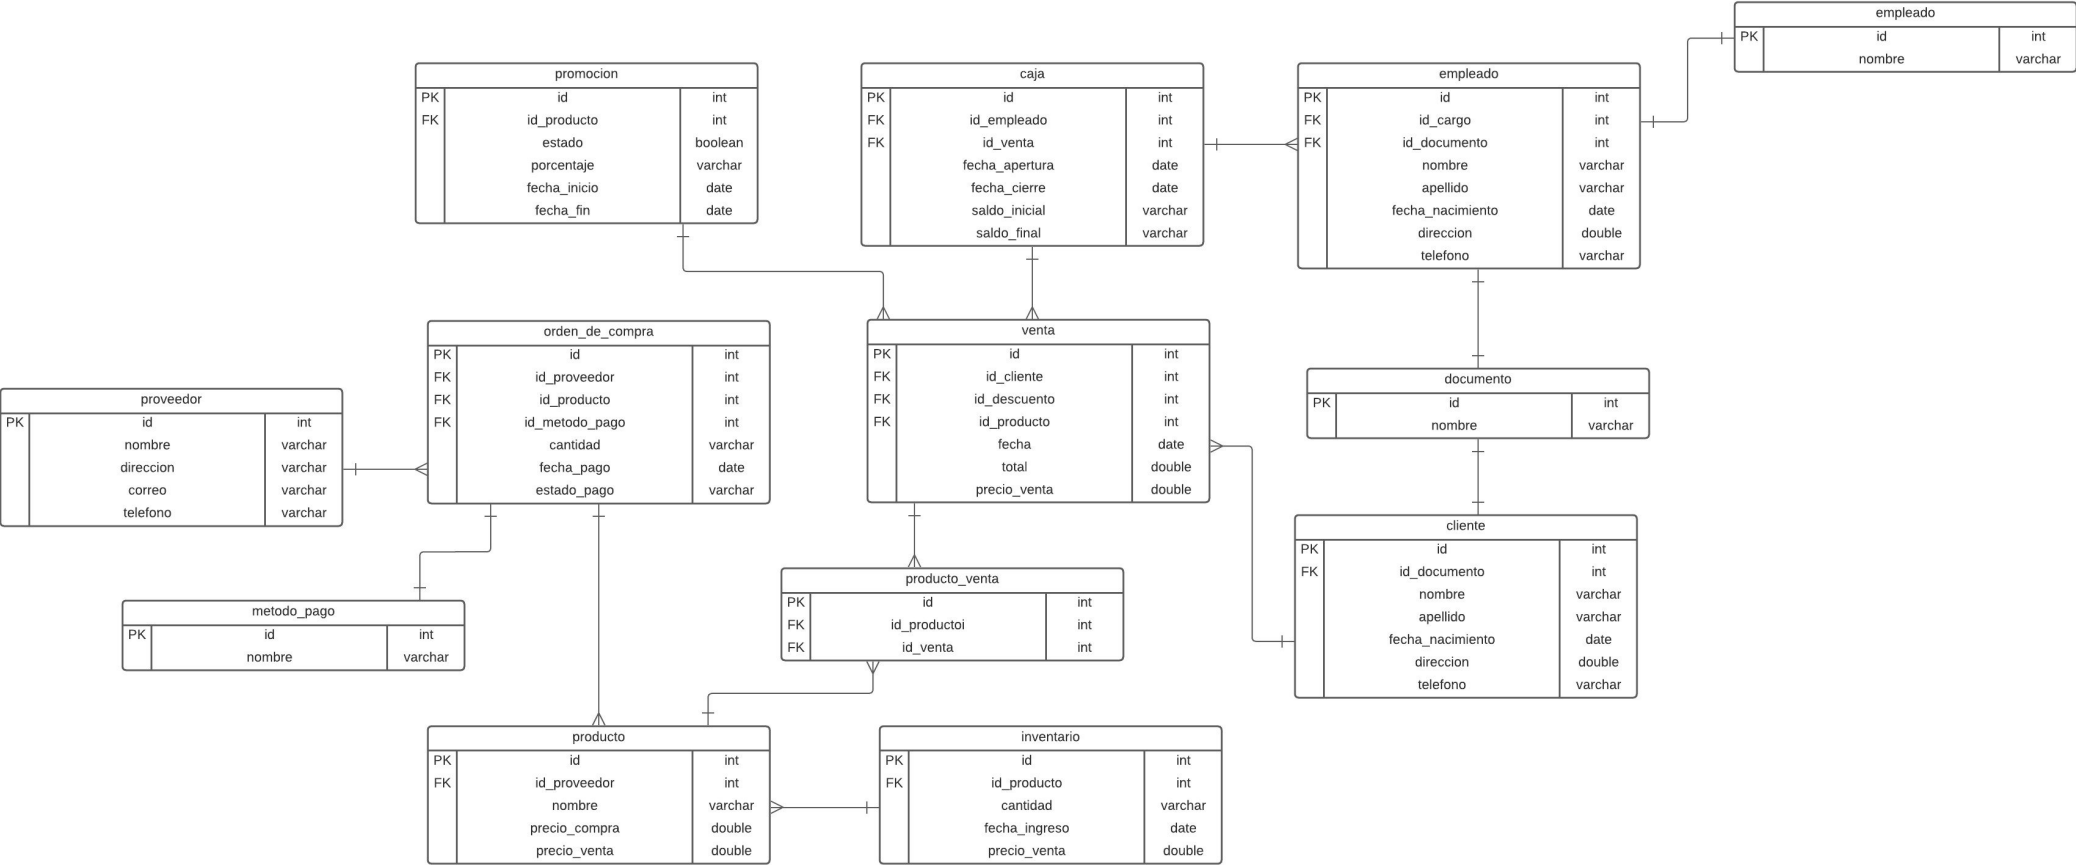 empleado
PK id int
nombre varchar
promocion
PK id int
FK id_producto int
estado boolean
porcentaje varchar
fecha_inicio date
fecha_fin date
caja
PK id int
FK id_empleado int
FK id_venta int
fecha_apertura date
fecha_cierre date
saldo_inicial varchar
saldo_final varchar
empleado
PK id int
FK id_cargo int
FK id_documento int
nombre varchar
apellido varchar
fecha_nacimiento date
direccion double
telefono varchar
orden_de_compra
PK id int
FK id_proveedor int
FK id_producto int
FK id_metodo_pago int
cantidad varchar
fecha_pago date
estado_pago varchar
venta
PK id int
FK id_cliente int
FK id_descuento int
FK id_producto int
fecha date
total double
precio_venta double
documento
PK id int
nombre varchar
proveedor
PK id int
nombre varchar
direccion varchar
correo varchar
telefono varchar
cliente
PK id int
FK id_documento int
nombre varchar
apellido varchar
fecha_nacimiento date
direccion double
telefono varchar
producto_venta
PK id int
FK id_productoi int
FK id_venta int
metodo_pago
PK id int
nombre varchar
producto
PK id int
FK id_proveedor int
nombre varchar
precio_compra double
precio_venta double
inventario
PK id int
FK id_producto int
cantidad varchar
fecha_ingreso date
precio_venta double